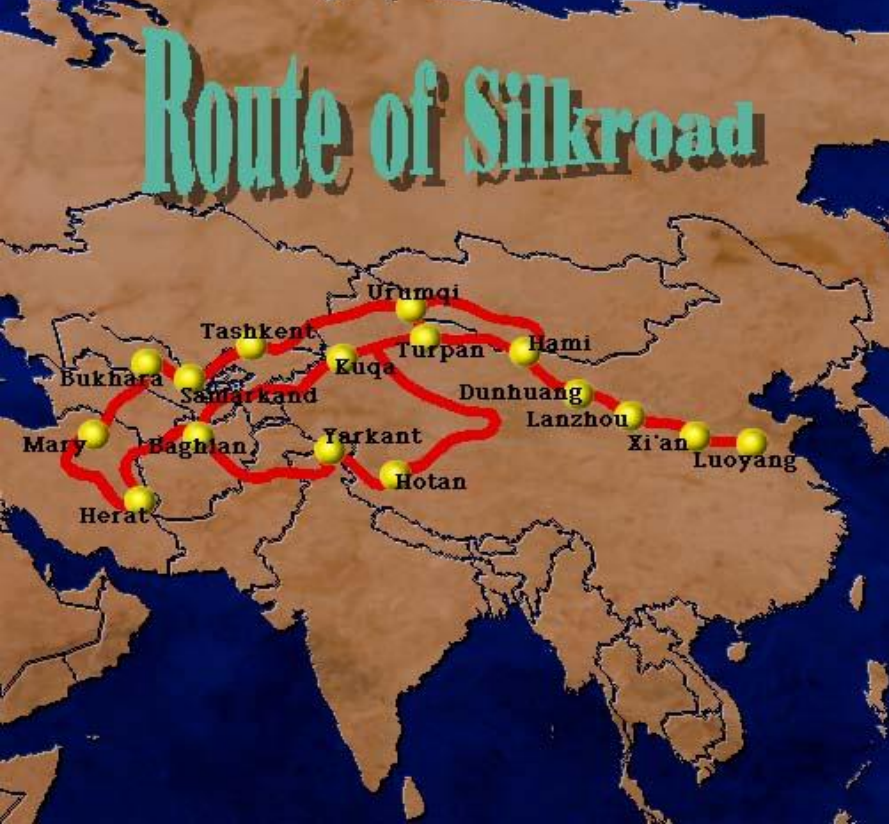 Route of Silkroad
Urumqi
Tashkent
Hami
Turpan
Kuqa
Bukhara
Samarkand
Dunhuang
Lanzhou
Yarkant
Mary
Baghlan
Xi'an
Luoyang
Hotan
Herat